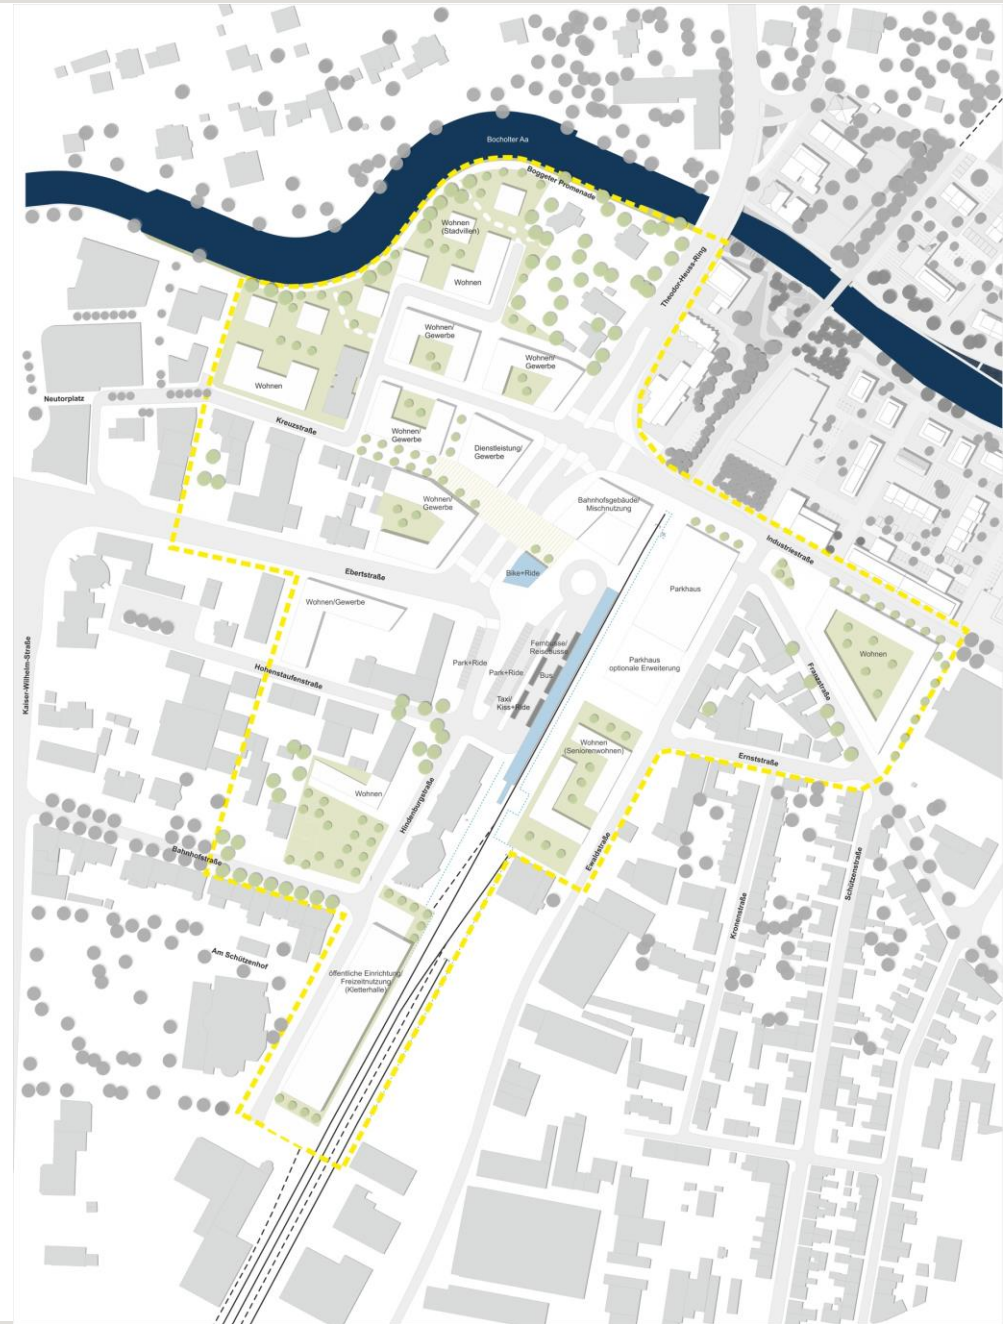 Bocholter Aa
Boggeter Promenade
Wohnen
(Stadvillen)
Wohnen
Theodor-Heuss-Ring
Wohnen/
Gewerbe
Wohnen/
Gewerbe
Wohnen
Neutorplatz
Kreuzstraße
Wohnen/
Gewerbe
Dienstleistung/
Gewerbe
Wohnen/
Gewerbe
Bahnhofsgebäude/
Mischnutzung
Industriestraße
Ebertstraße
Bike+Ride
Parkhaus
Wohnen/Gewerbe
Fernbusse/
Reisebusse
Wohnen
Kaiser-Wilhelm-Straße
Hohenstaufenstraße
Park+Ride
Park+Ride
Bus
Parkhaus
optionale Erweiterung
Franzstraße
Taxi/
Kiss+Ride
Wohnen
(Seniorenwohnen)
Ernststraße
Wohnen
Hindenburgstraße
Bahnhofstraße
Ewaldstraße
Schützenstraße
Kronenstraße
Am Schützenhof
öffentliche Einrichtung/
Freizeitnutzung
(Kletterhalle)